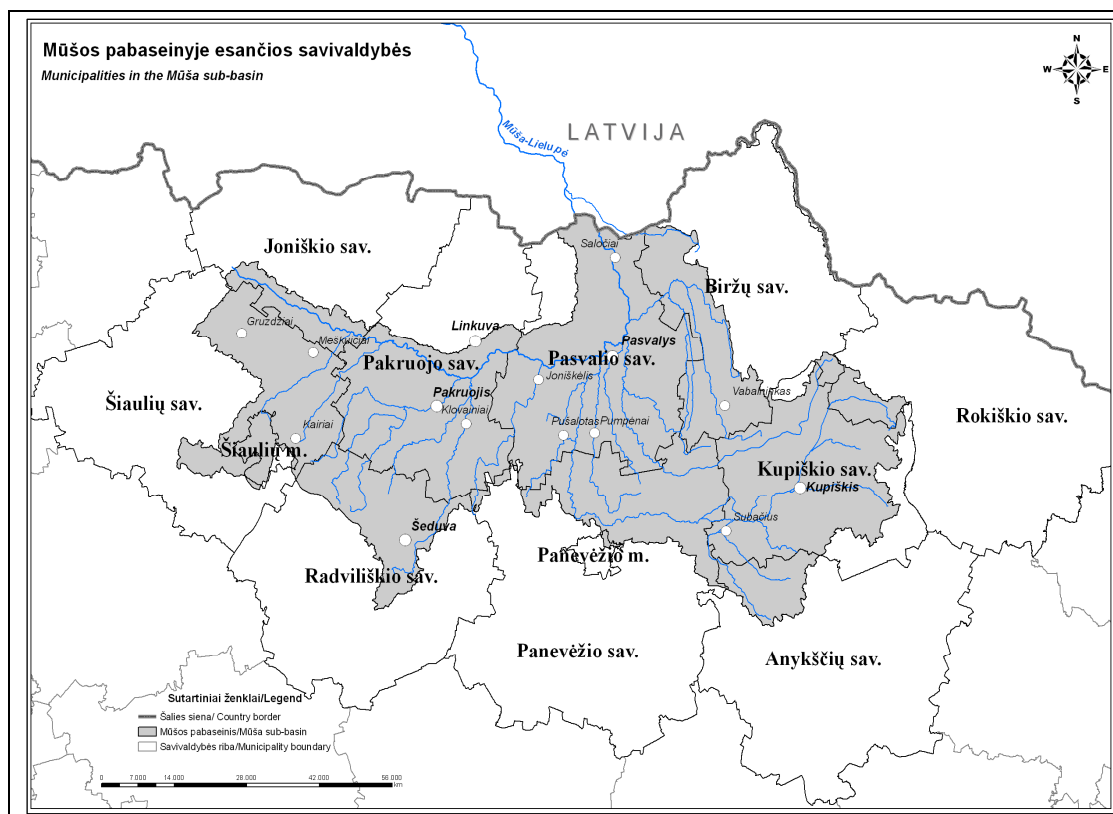 Mūšos pabaseinyje esančios savivaldybės
Municipalities in the Mūša sub-basin
N
W E
S
LATVIJA
Mūša-Lielupė
Joniškio sav.
Saločiai
Biržų sav.
Gruzdžiai
Meškuičiai
Linkuva
Pakruojo sav.
Pasvalys
Pasvalio sav.
Joniškėlis
Šiaulių sav.
Pakruojis
Klovainiai
Vabalninkas
Rokiškio sav.
Kairiai
Šiaulių m.
Pušalotas
Pumpėnai
Kupiškio sav.
Kupiškis
Šeduva
Subačius
Panevėžio m.
Radviliškio sav.
Panevėžio sav.
Anykščių sav.
Sutartiniai ženklai/Legend
Šalies siena/ Country border
Mūšos pabaseinis/Mūša sub-basin
Savivaldybės riba/Municipality boundary
0 7 000 14 000 28 000 42 000 56 000
km